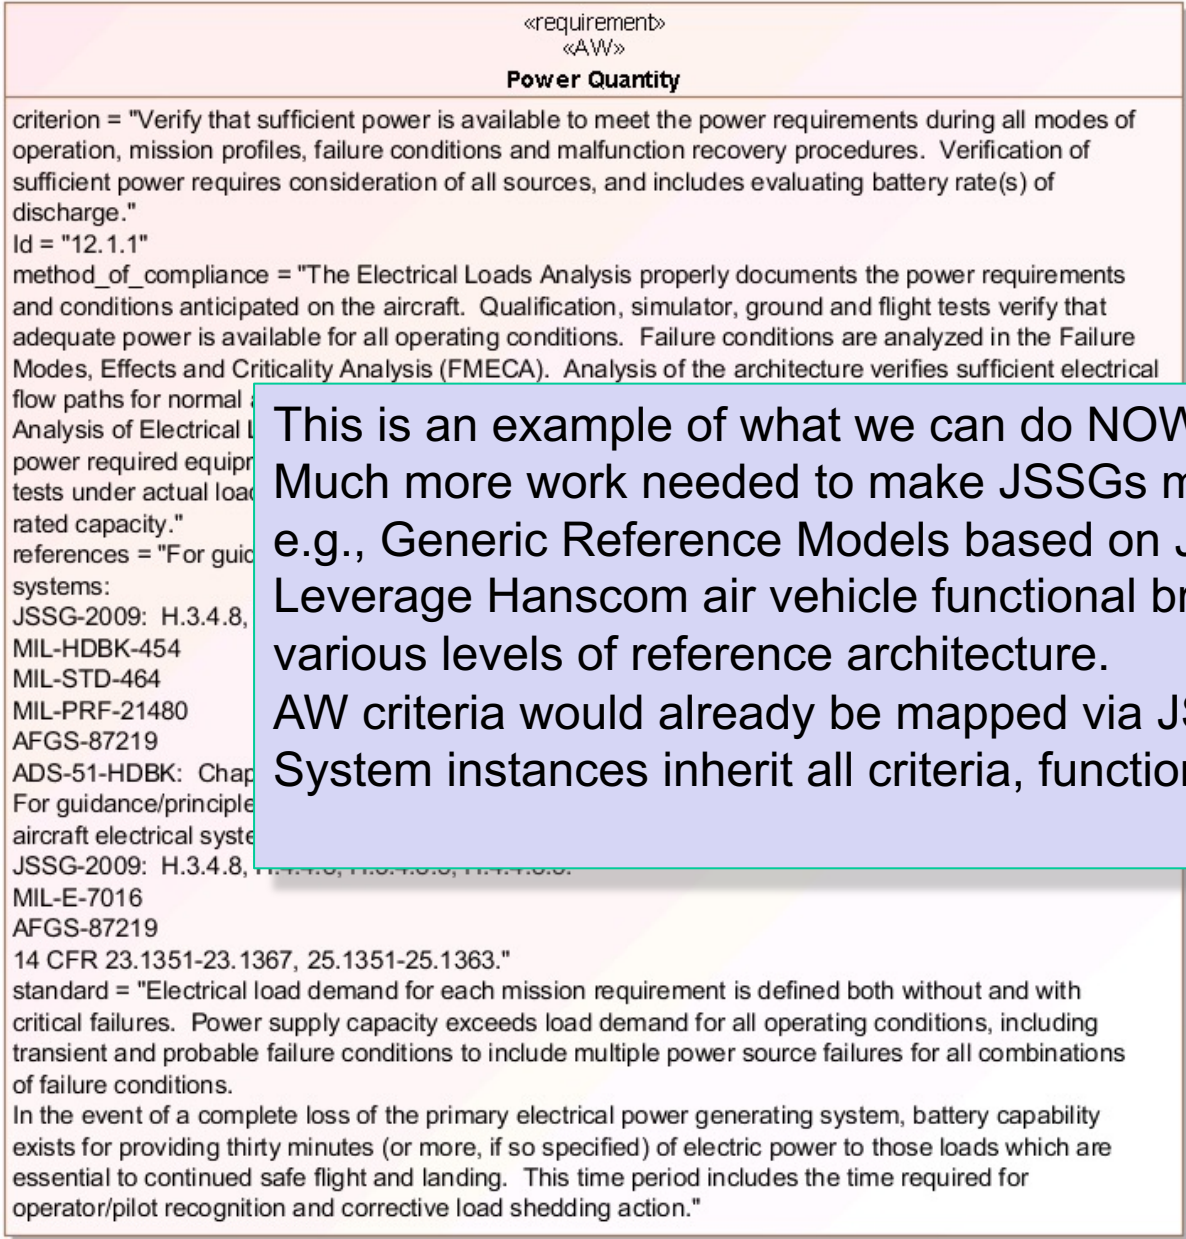 «requirement»
«AW»
Power Quantity
criterion = "Verify that sufficient power is available to meet the power requirements during all modes of
operation, mission profiles, failure conditions and malfunction recovery procedures.  Verification of
sufficient power requires consideration of all sources, and includes evaluating battery rate(s) of
discharge."
Id = "12.1.1"
method_of_compliance = "The Electrical Loads Analysis properly documents the power requirements
and conditions anticipated on the aircraft.  Qualification, simulator, ground and flight tests verify that
adequate power is available for all operating conditions.  Failure conditions are analyzed in the Failure
Modes, Effects and Criticality Analysis (FMECA).  Analysis of the architecture verifies sufficient electrical
flow paths for normal
Analysis of Electrical
power required
tests under actual
rated capacity."
references = "For
systems:
JSSG-2009:  H.3.4.8,
MIL-HDBK-454
MIL-STD-464
MIL-PRF-21480
AFGS-87219
ADS-51-HDBK:
For
aircraft electrical
JSSG-2009:  H.3.4.8,
MIL-E-7016
AFGS-87219
14 CFR 23.1351-23.1367, 25.1351-25.1363."
standard = "Electrical load demand for each mission requirement is defined both without and with
critical failures.  Power supply capacity exceeds load demand for all operating conditions, including
transient and probable failure conditions to include multiple power source failures for all combinations
of failure conditions.
In the event of a complete loss of the primary electrical power generating system, battery capability
exists for providing thirty minutes (or more, if so specified) of electric power to those loads which are
essential to continued safe flight and landing.  This time period includes the time required for
operator/pilot recognition and corrective load shedding action."
This is an example of what we can do NOW
Much more work needed to make JSSGs
e.g., Generic Reference Models based on
Leverage Hanscom air vehicle functional
various levels of reference architecture.
AW criteria would already be mapped via
System instances inherit all criteria,